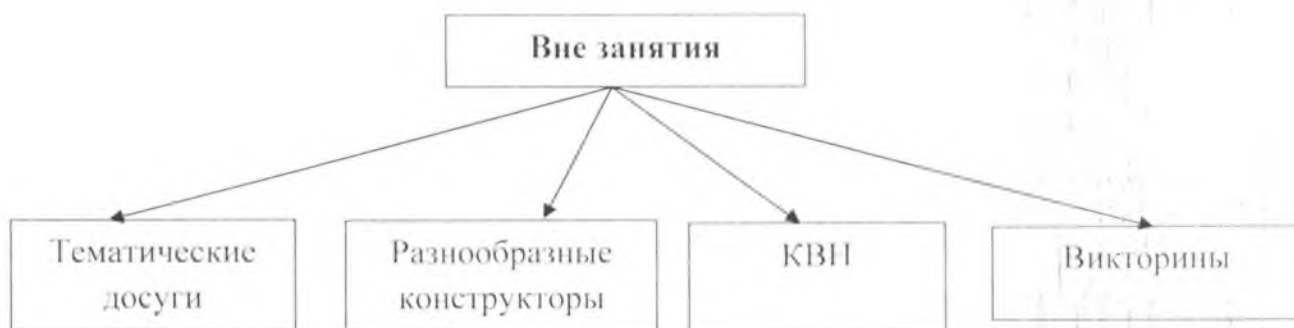 Вне занятия
Тематические
досуги
Разнообразные
конструкторы
КВН
Викторины